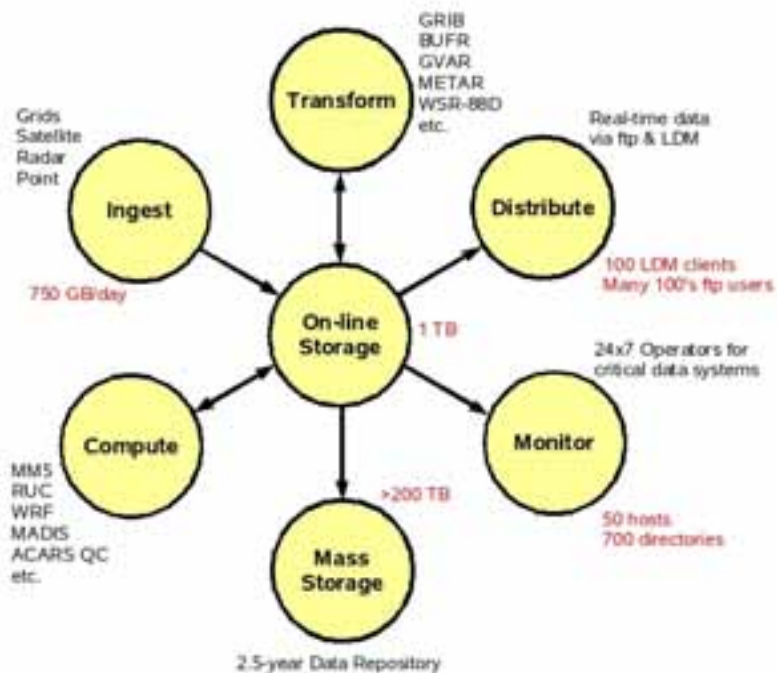 GRIB
BUFR
GVAR
METAR
WSR-88D
etc.
Transform
Grids
Satellite
Radar
Point
Ingest
750 GB/day
Real-time data
via ftp & LDM
Distribute
100 LDM clients
Many 100's ftp users
On-line
Storage
1 TB
24x7 Operators for
critical data systems
Monitor
50 hosts
700 directories
Compute
MM5
RUC
WRF
MADIS
ACARS QC
etc.
>200 TB
Mass
Storage
2.5-year Data Repository